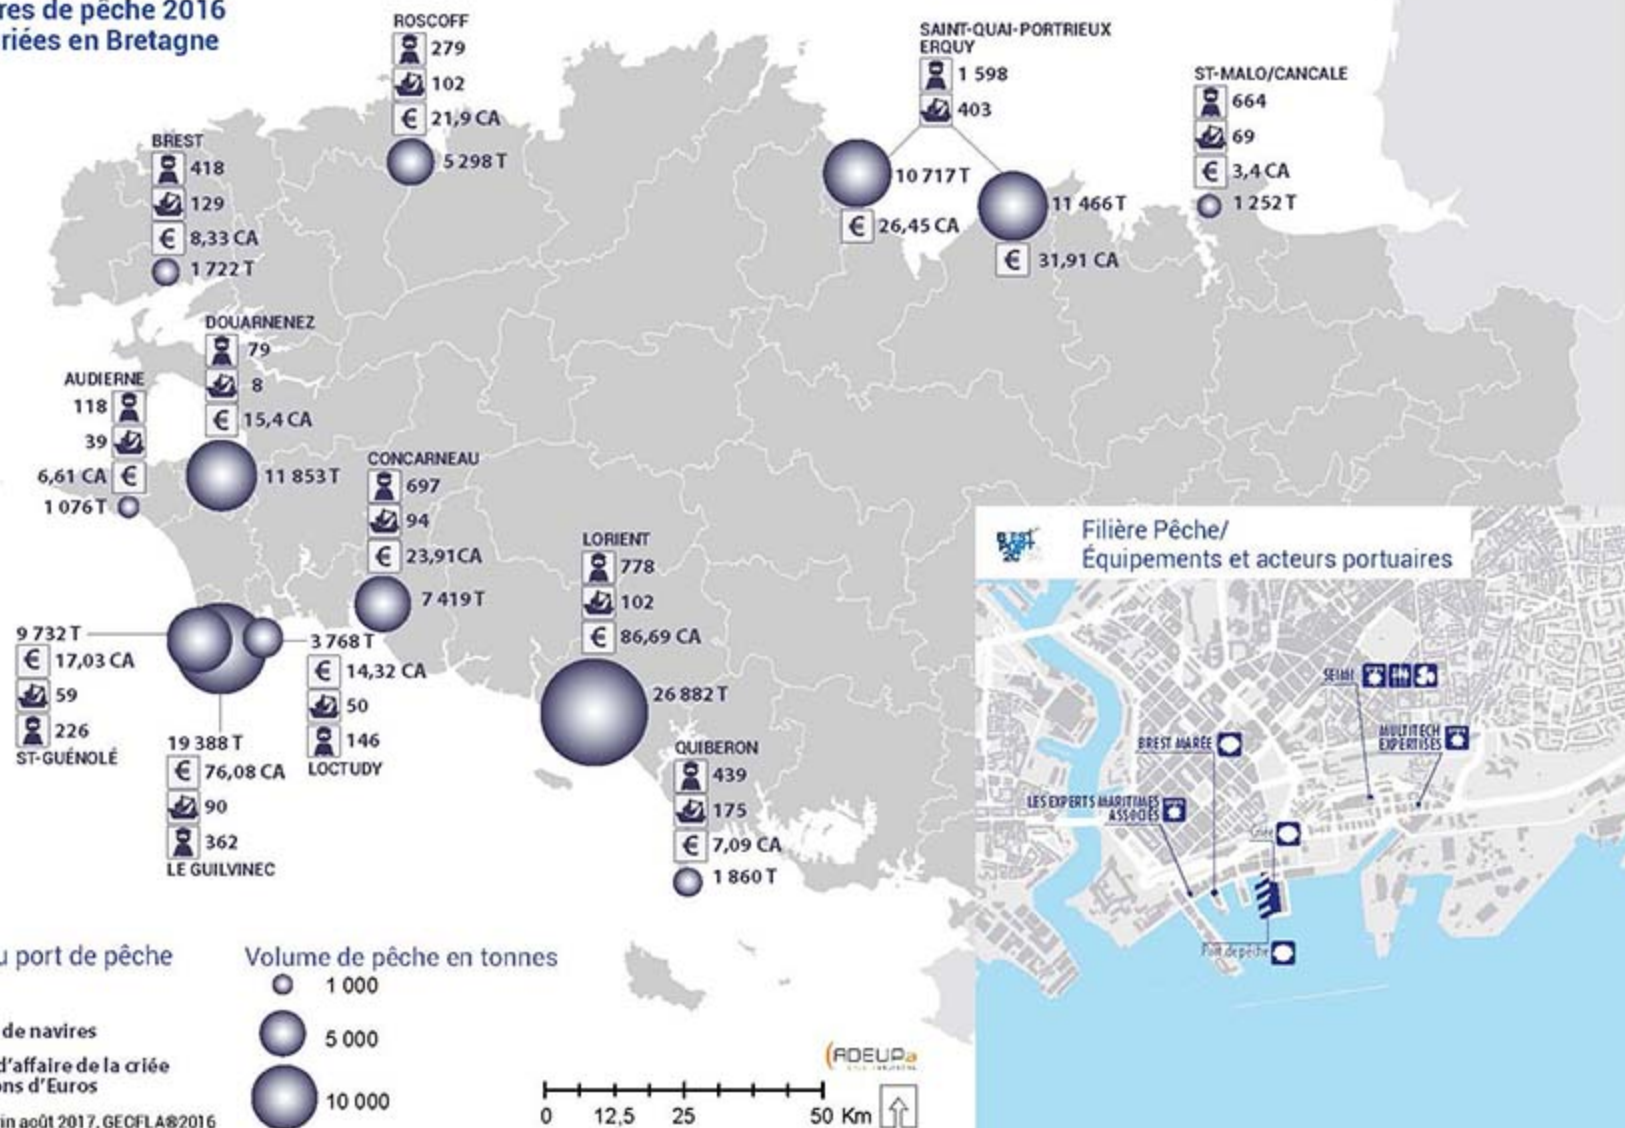 res de pêche 2016
riées en Bretagne
ROSCOFF
279
102
€ 21,9 CA
5 298 T
SAINT-QUAI-PORTRIEUX
ERQUY
1 598
403
10 717 T
€ 26,45 CA
11 466 T
€ 31,91 CA
ST-MALO/CANCALE
664
69
€ 3,4 CA
1 252 T
BREST
418
129
€ 8,33 CA
1 722 T
DOUARNENEZ
79
8
€ 15,4 CA
11 853 T
AUDIERNE
118
39
6,61 CA €
1 076 T
CONCARNEAU
697
94
€ 23,91 CA
7 419 T
LORIENT
778
102
€ 86,69 CA
26 882 T
9 732 T
€ 17,03 CA
59
226
ST-GUÉNOLÉ
19 388 T
€ 76,08 CA
90
362
LE GUILVINEC
3 768 T
€ 14,32 CA
50
146
LOCTUDY
QUIBERON
439
175
€ 7,09 CA
1 860 T
Filière Pêche/
Équipements et acteurs portuaires
MULTITECH
EXPERTISES
BREST MARÉE
LES EXPERTS MARITIMES
ASSOCIÉS
Criée
Port de pêche
u port de pêche
de navires
d'affaire de la criée
ons d'Euros
in août 2017, GECFLA®2016
Volume de pêche en tonnes
1 000
5 000
10 000
ADEUPa
0 12,5 25 50 Km